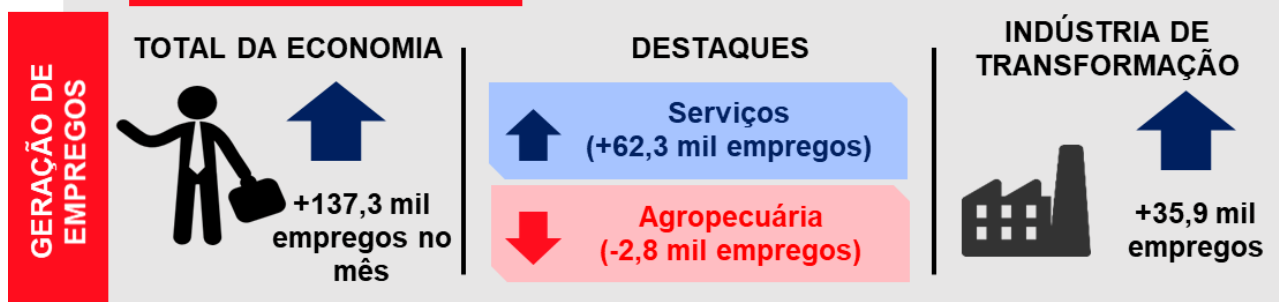 GERAÇÃO DE
EMPREGOS
TOTAL DA ECONOMIA
+137,3 mil
empregos no
mês
DESTAQUES
Serviços
(+62,3 mil empregos)
Agropecuária
(-2,8 mil empregos)
INDÚSTRIA DE
TRANSFORMAÇÃO
+35,9 mil
empregos